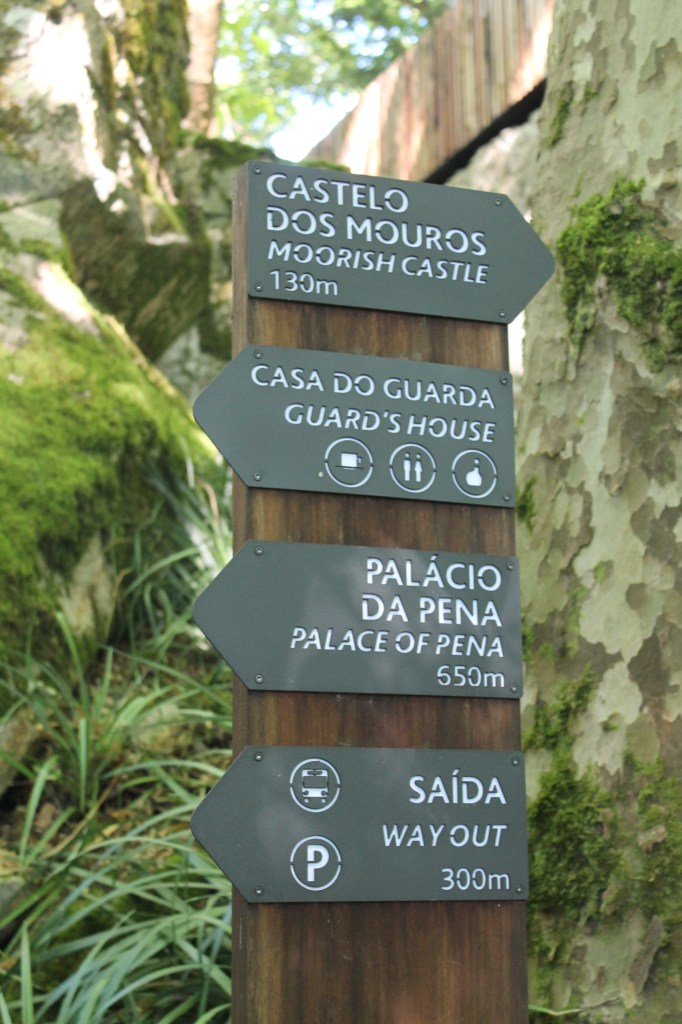 CASTELO
DOS MOUROS
MOORISH CASTLE
130m
CASA DO GUARDA
GUARD'S HOUSE
PALÁCIO
DA PENA
PALACE OF PENA
650m
SAÍDA
WAY OUT
P
300m